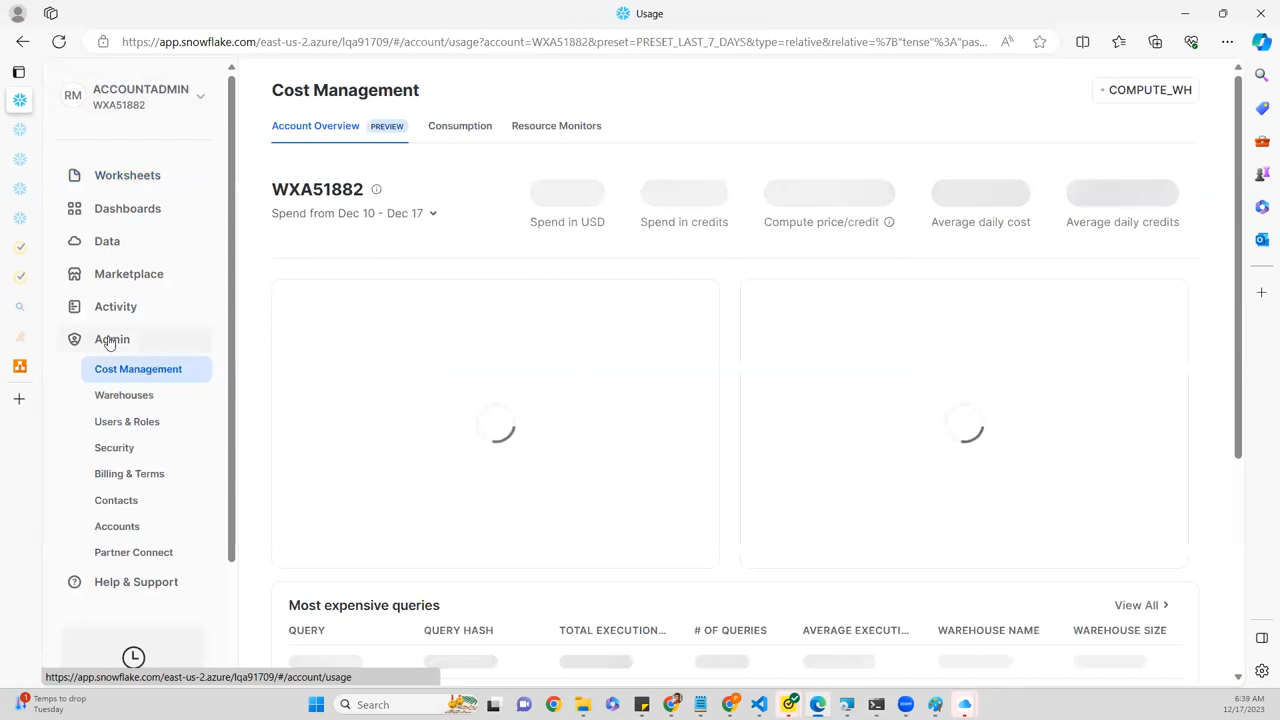 Usage
https://app.snowflake.com/east-us-2.azure/lqa91709/#/account/usage?account=WXA51882&preset=PRESET_LAST_7_DAYS&type=relative&relative=%7B"tense"%3A"pas...
RM
ACCOUNTADMIN
WXA51882
Worksheets
Dashboards
Data
Marketplace
Activity
Admin
Cost Management
Warehouses
Users & Roles
Security
Billing & Terms
Contacts
Accounts
Partner Connect
Help & Support
Cost Management
COMPUTE_WH
Account Overview PREVIEW Consumption Resource Monitors
WXA51882
Spend from Dec 10 - Dec 17
Spend in USD
Spend in credits
Compute price/credit
Average daily cost
Average daily credits
Most expensive queries
View All
QUERY QUERY HASH TOTAL EXECUTION... # OF QUERIES AVERAGE EXECUTI... WAREHOUSE NAME WAREHOUSE SIZE
https://app.snowflake.com/east-us-2.azure/lqa91709/#/account/usage
1
Temps to drop
Tuesday
Search
6:39 AM
12/17/2023